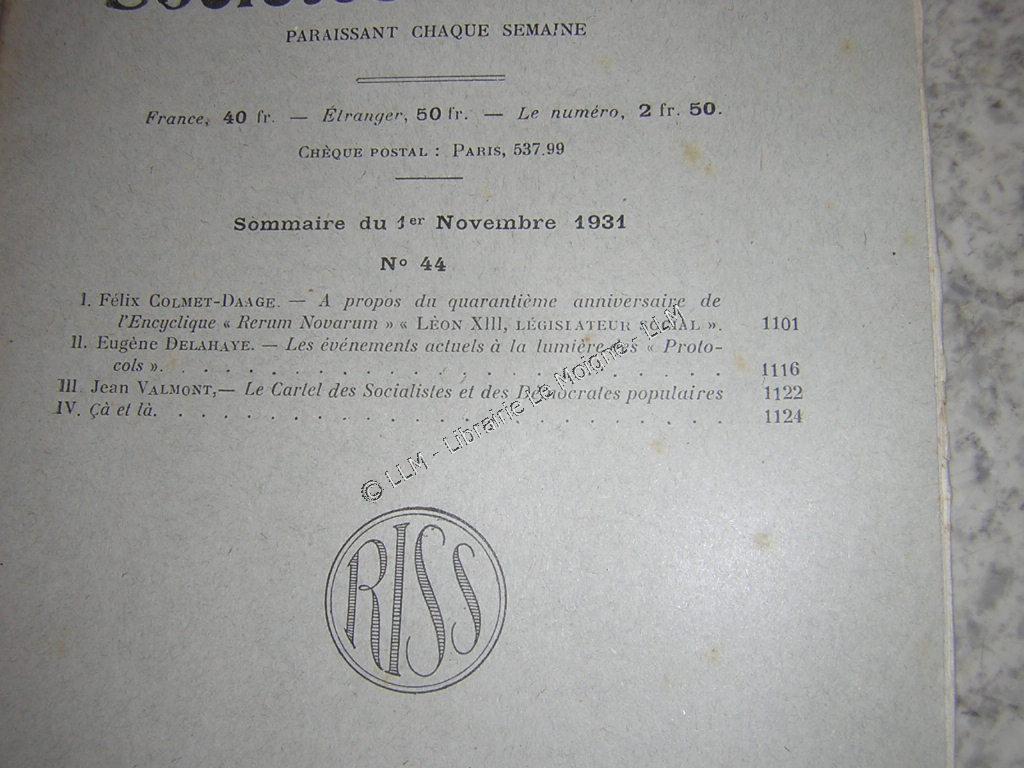 PARAISSANT CHAQUE SEMAINE
France, 40 fr. — Étranger, 50 fr. — Le numéro, 2 fr. 50.
CHÈQUE POSTAL : PARIS, 537.99
Sommaire du 1er Novembre 1931
No 44
I. Félix COLMET-DAAGE. — A propos du quarantième anniversaire de
l'Encyclique « Rerum Novarum » « LÉON XIII, LÉGISLATEUR SOCIAL ». 1101
II. Eugène DELAHAYE. — Les événements actuels à la lumière des « Proto-
cols ». 1116
III. Jean VALMONT,— Le Cartel des Socialistes et des Démocrates populaires 1122
IV. Çà et là. 1124
© LLM - Librairie Le Moigne - LLM
RISS